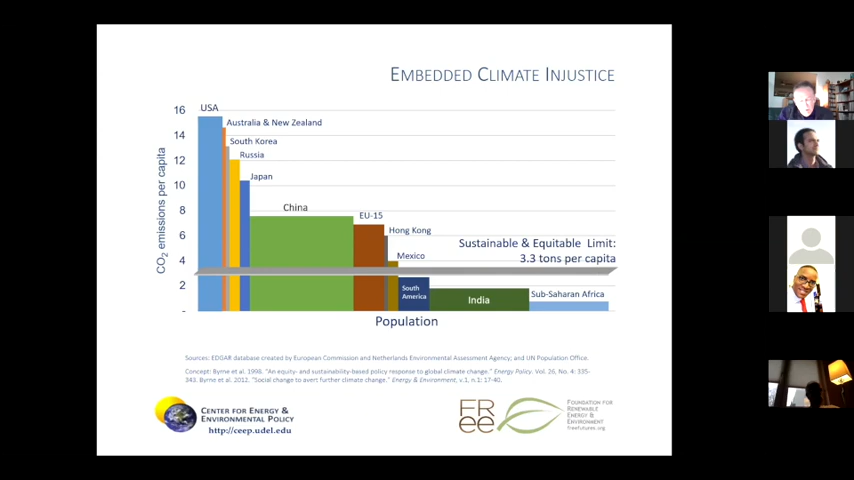 EMBEDDED CLIMATE INJUSTICE
16
14
12
10
8
6
4
2
-
CO2 emissions per capita
USA
Australia & New Zealand
South Korea
Russia
Japan
China
EU-15
Hong Kong
Mexico
Sustainable & Equitable Limit:
3.3 tons per capita
South
America
India
Sub-Saharan Africa
Population
Sources: EDGAR database created by European Commission and Netherlands Environmental Assessment Agency; and UN Population Office.
Concept: Byrne et al. 1998. "An equity- and sustainability-based policy response to global climate change." Energy Policy. Vol. 26, No. 4: 335-
343. Byrne et al. 2012. "Social change to avert further climate change." Energy & Environment, v.1, n.1: 17-40.
CENTER FOR ENERGY &
ENVIRONMENTAL POLICY
http://ceep.udel.edu
FREE
FOUNDATION FOR
RENEWABLE
ENERGY &
ENVIRONMENT
freefutures.org